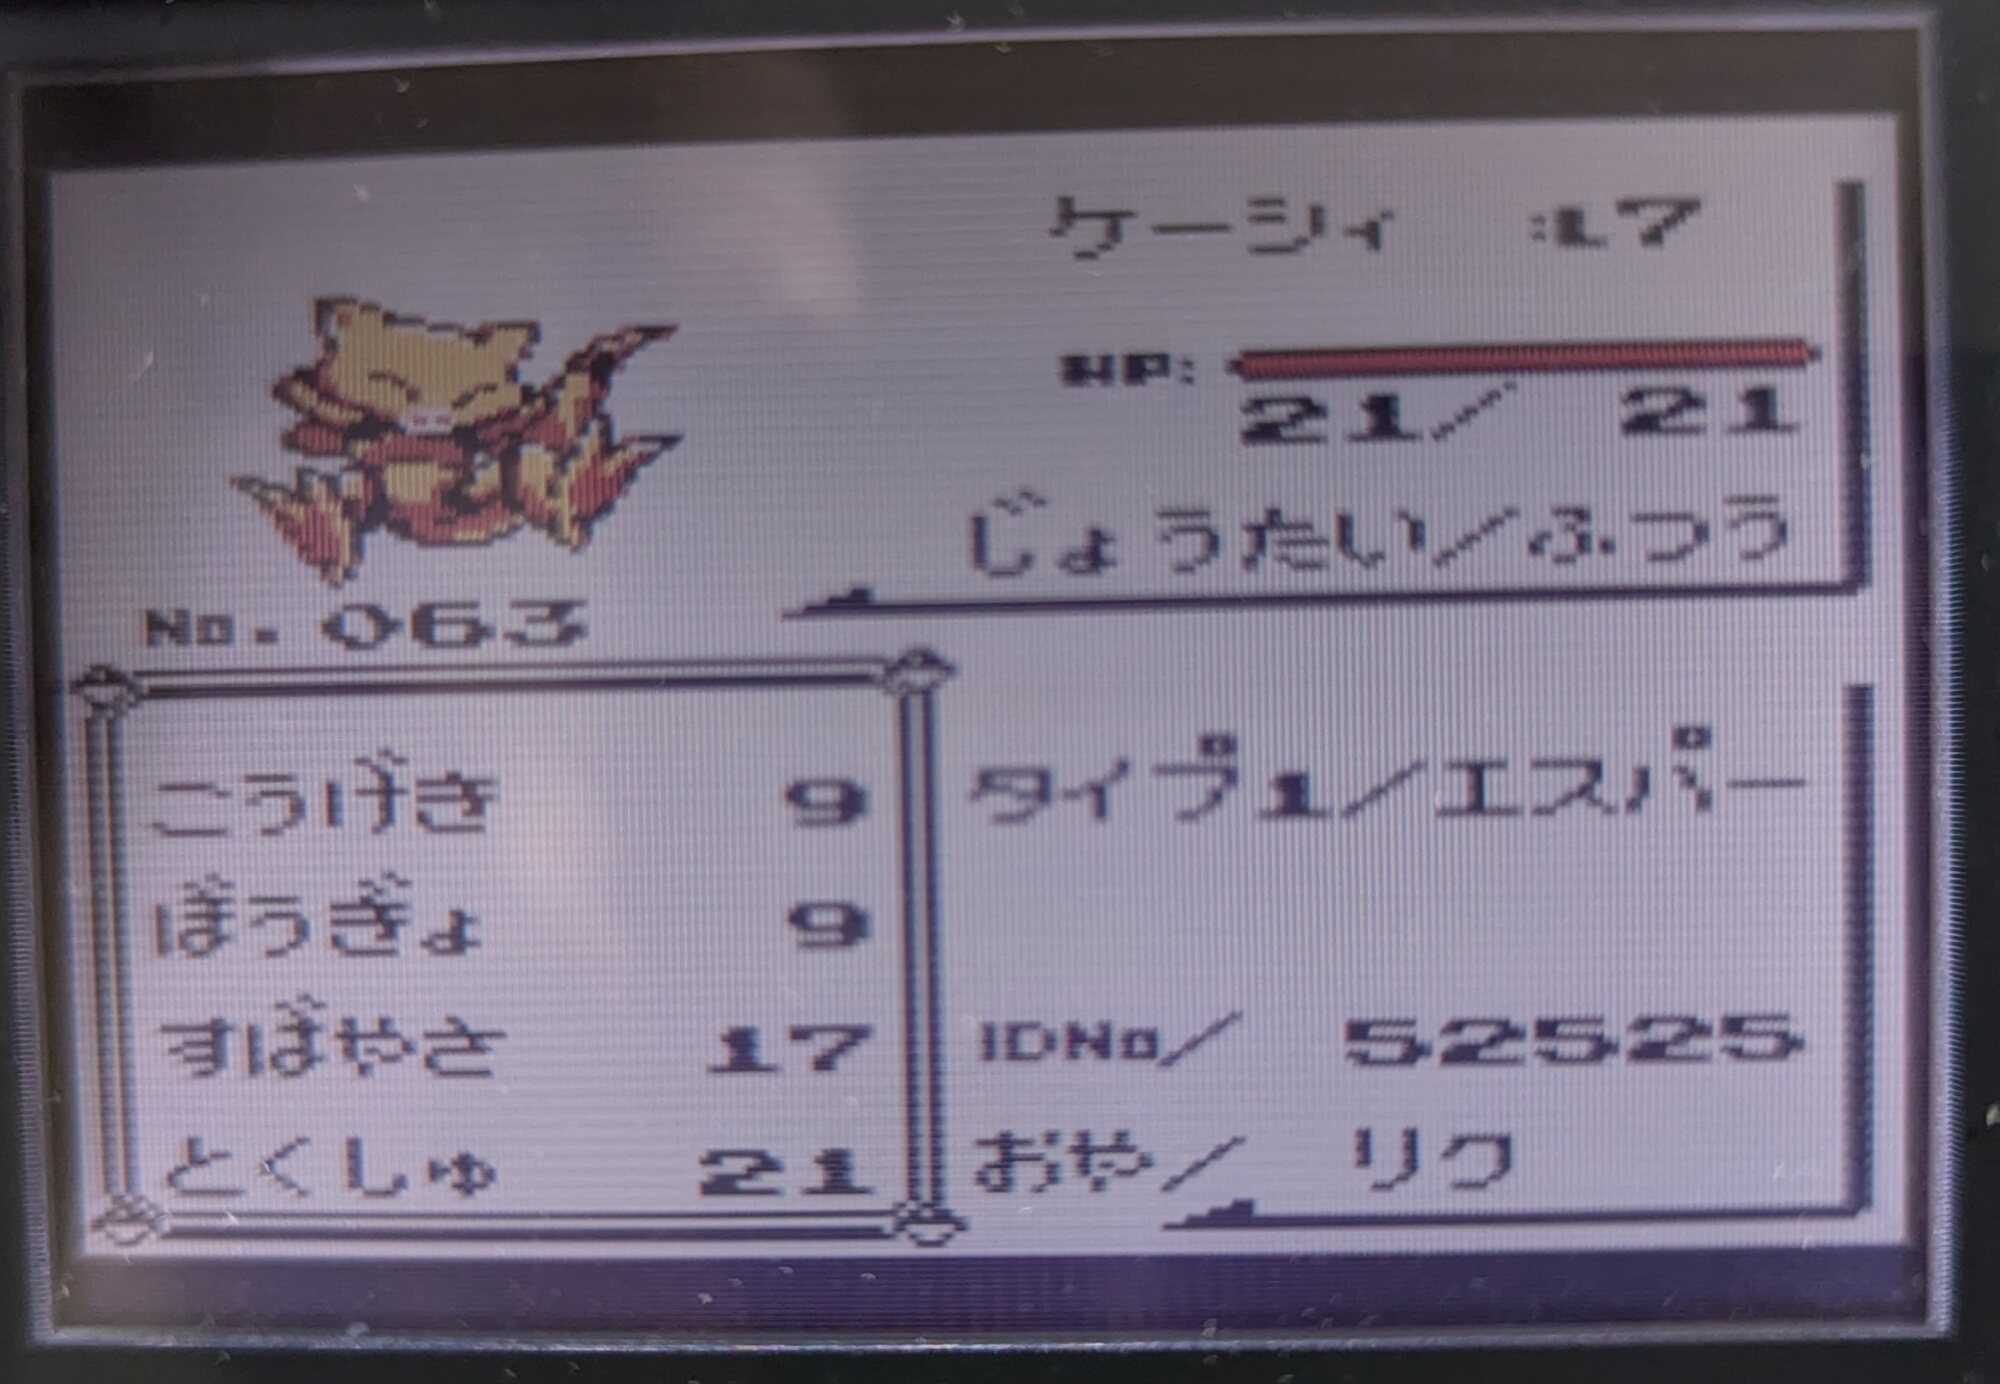 ケーシィ :L7
HP:
21/ 21
じょうたい/ふつう
No.063
こうげき 9
ぼうぎょ 9
すばやさ 17
とくしゅ 21
タイプ1/エスパー
IDNo/ 52525
おや/ リク